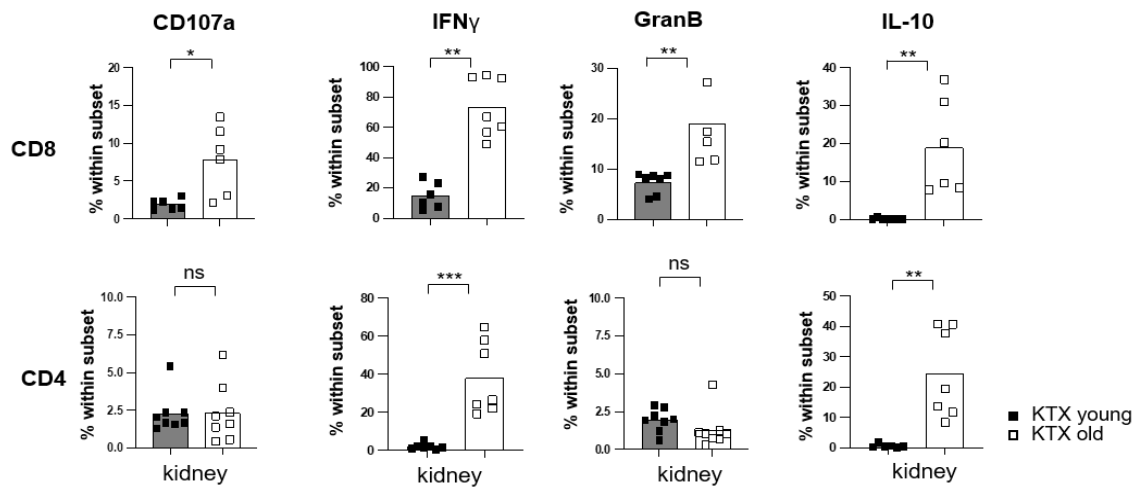 CD107a
IFNγ
GranB
IL-10
CD8
% within subset
20
15
10
5
0
*
% within subset
100
80
60
40
20
0
**
% within subset
30
20
10
0
**
% within subset
40
30
20
10
0
**
CD4
% within subset
10.0
7.5
5.0
2.5
0.0
ns
kidney
% within subset
80
60
40
20
0
***
kidney
% within subset
10.0
7.5
5.0
2.5
0.0
ns
kidney
% within subset
50
40
30
20
10
0
**
kidney
KTX young
KTX old